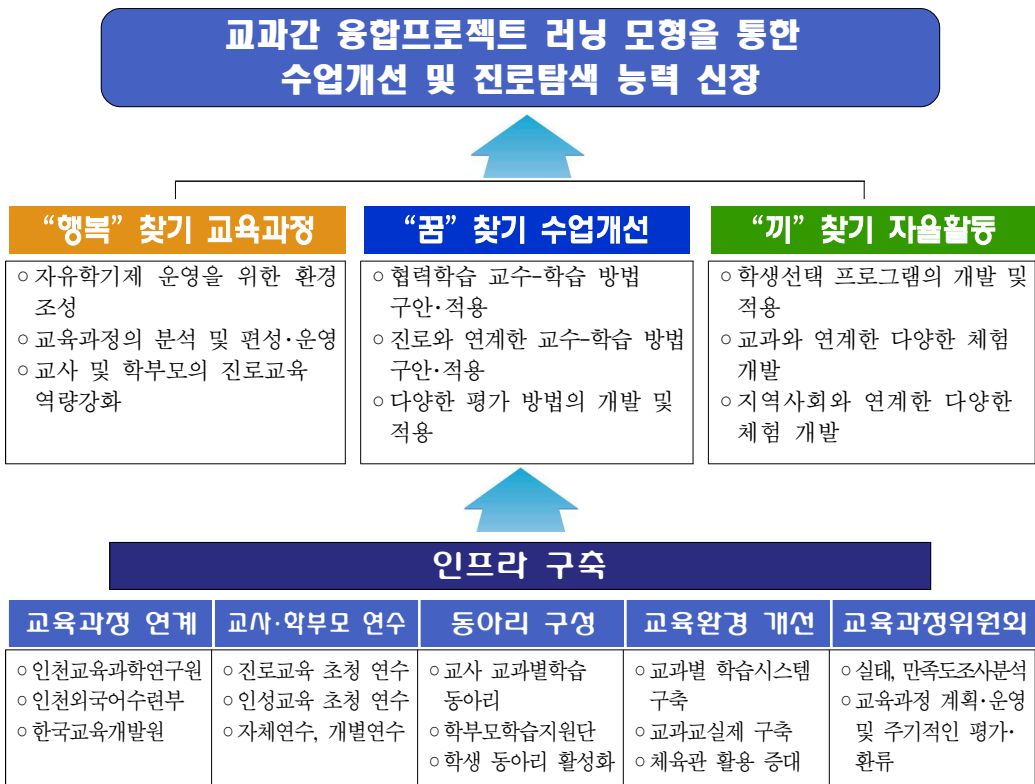 교과간 융합프로젝트 러닝 모형을 통한
수업개선 및 진로탐색 능력 신장
“행복” 찾기 교육과정
○자유학기제 운영을 위한 환경
조성
○교육과정의 분석 및 편성·운영
○교사 및 학부모의 진로교육
역량강화
“꿈” 찾기 수업개선
○협력학습 교수-학습 방법
구안·적용
○진로와 연계한 교수-학습 방법
구안·적용
○다양한 평가 방법의 개발 및
적용
“끼” 찾기 자율활동
○학생선택 프로그램의 개발 및
적용
○교과와 연계한 다양한 체험
개발
○지역사회와 연계한 다양한
체험 개발
인프라 구축
교육과정 연계
○인천교육과학연구원
○인천외국어수련부
○한국교육개발원
교사·학부모 연수
○진로교육 초청 연수
○인성교육 초청 연수
○자체연수, 개별연수
동아리 구성
○교사 교과별학습
동아리
○학부모학습지원단
○학생 동아리 활성화
교육환경 개선
○교과별 학습시스템
구축
○교과교실제 구축
○체육관 활용 증대
교육과정위원회
○실태, 만족도조사분석
○교육과정 계획·운영
및 주기적인 평가·
환류